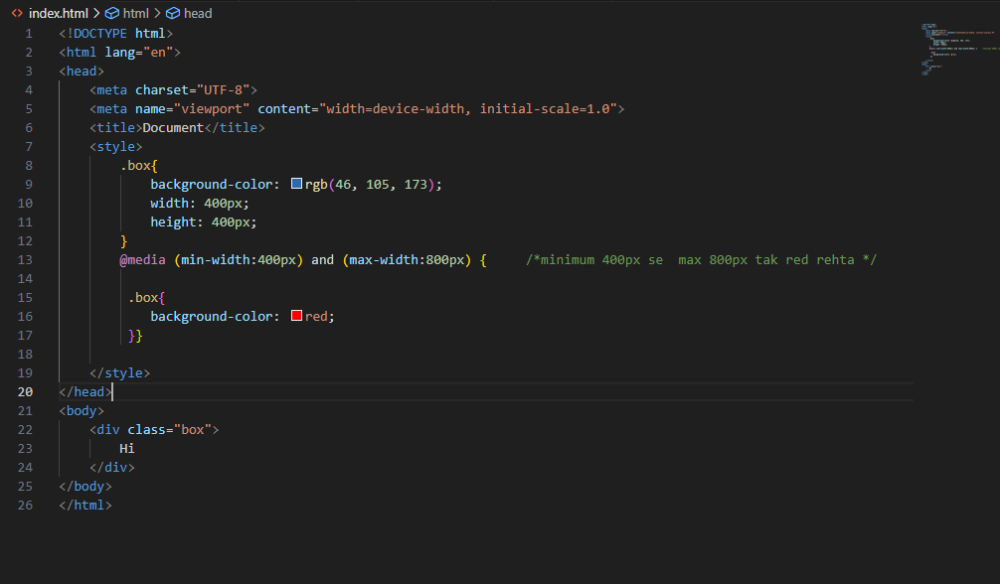 index.html > html > head
1 <!DOCTYPE html>
2 <html lang="en">
3 <head>
4 <meta charset="UTF-8">
5 <meta name="viewport" content="width=device-width, initial-scale=1.0">
6 <title>Document</title>
7 <style>
8 .box{
9 background-color: rgb(46, 105, 173);
10 width: 400px;
11 height: 400px;
12 }
13 @media (min-width:400px) and (max-width:800px) { /*minimum 400px se  max 800px tak red rehta */
14
15 .box{
16 background-color: red;
17 }}
18
19 </style>
20 </head>
21 <body>
22 <div class="box">
23 Hi
24 </div>
25 </body>
26 </html>